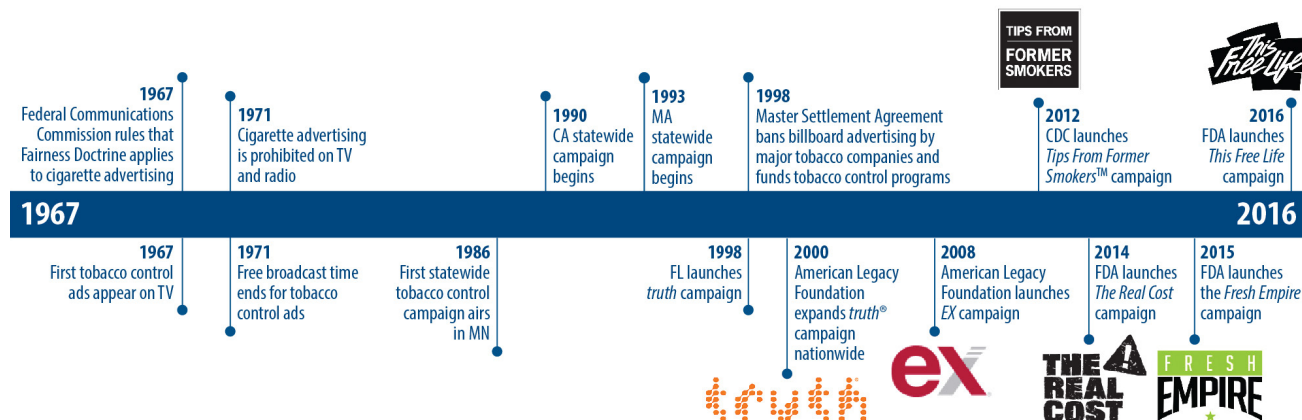 TIPS FROM
FORMER
SMOKERS
This
Free Life
1967
Federal Communications
Commission rules that
Fairness Doctrine applies
to cigarette advertising
1971
Cigarette advertising
is prohibited on TV
and radio
1990
CA statewide
campaign
begins
1993
MA
statewide
campaign
begins
1998
Master Settlement Agreement
bans billboard advertising by
major tobacco companies and
funds tobacco control programs
2012
CDC launches
Tips From Former
Smokers™ campaign
2016
FDA launches
This Free Life
campaign
1967
2016
1967
First tobacco control
ads appear on TV
1971
Free broadcast time
ends for tobacco
control ads
1986
First statewide
tobacco control
campaign airs
in MN
1998
FL launches
truth campaign
2000
American Legacy
Foundation
expands truth®
campaign
nationwide
2008
American Legacy
Foundation launches
EX campaign
2014
FDA launches
The Real Cost
campaign
2015
FDA launches
the Fresh Empire
campaign
truth
ex
THE
REAL
COST
FRESH
EMPIRE